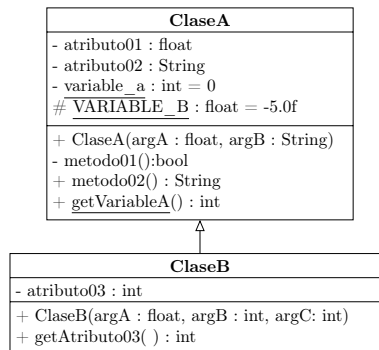 ClaseA
- atributo01 : float
- atributo02 : String
- variable_a : int = 0
# VARIABLE_B : float = -5.0f
+ ClaseA(argA : float, argB : String)
- metodo01():bool
+ metodo02() : String
+ getVariableA() : int
ClaseB
- atributo03 : int
+ ClaseB(argA : float, argB : int, argC: int)
+ getAtributo03( ) : int